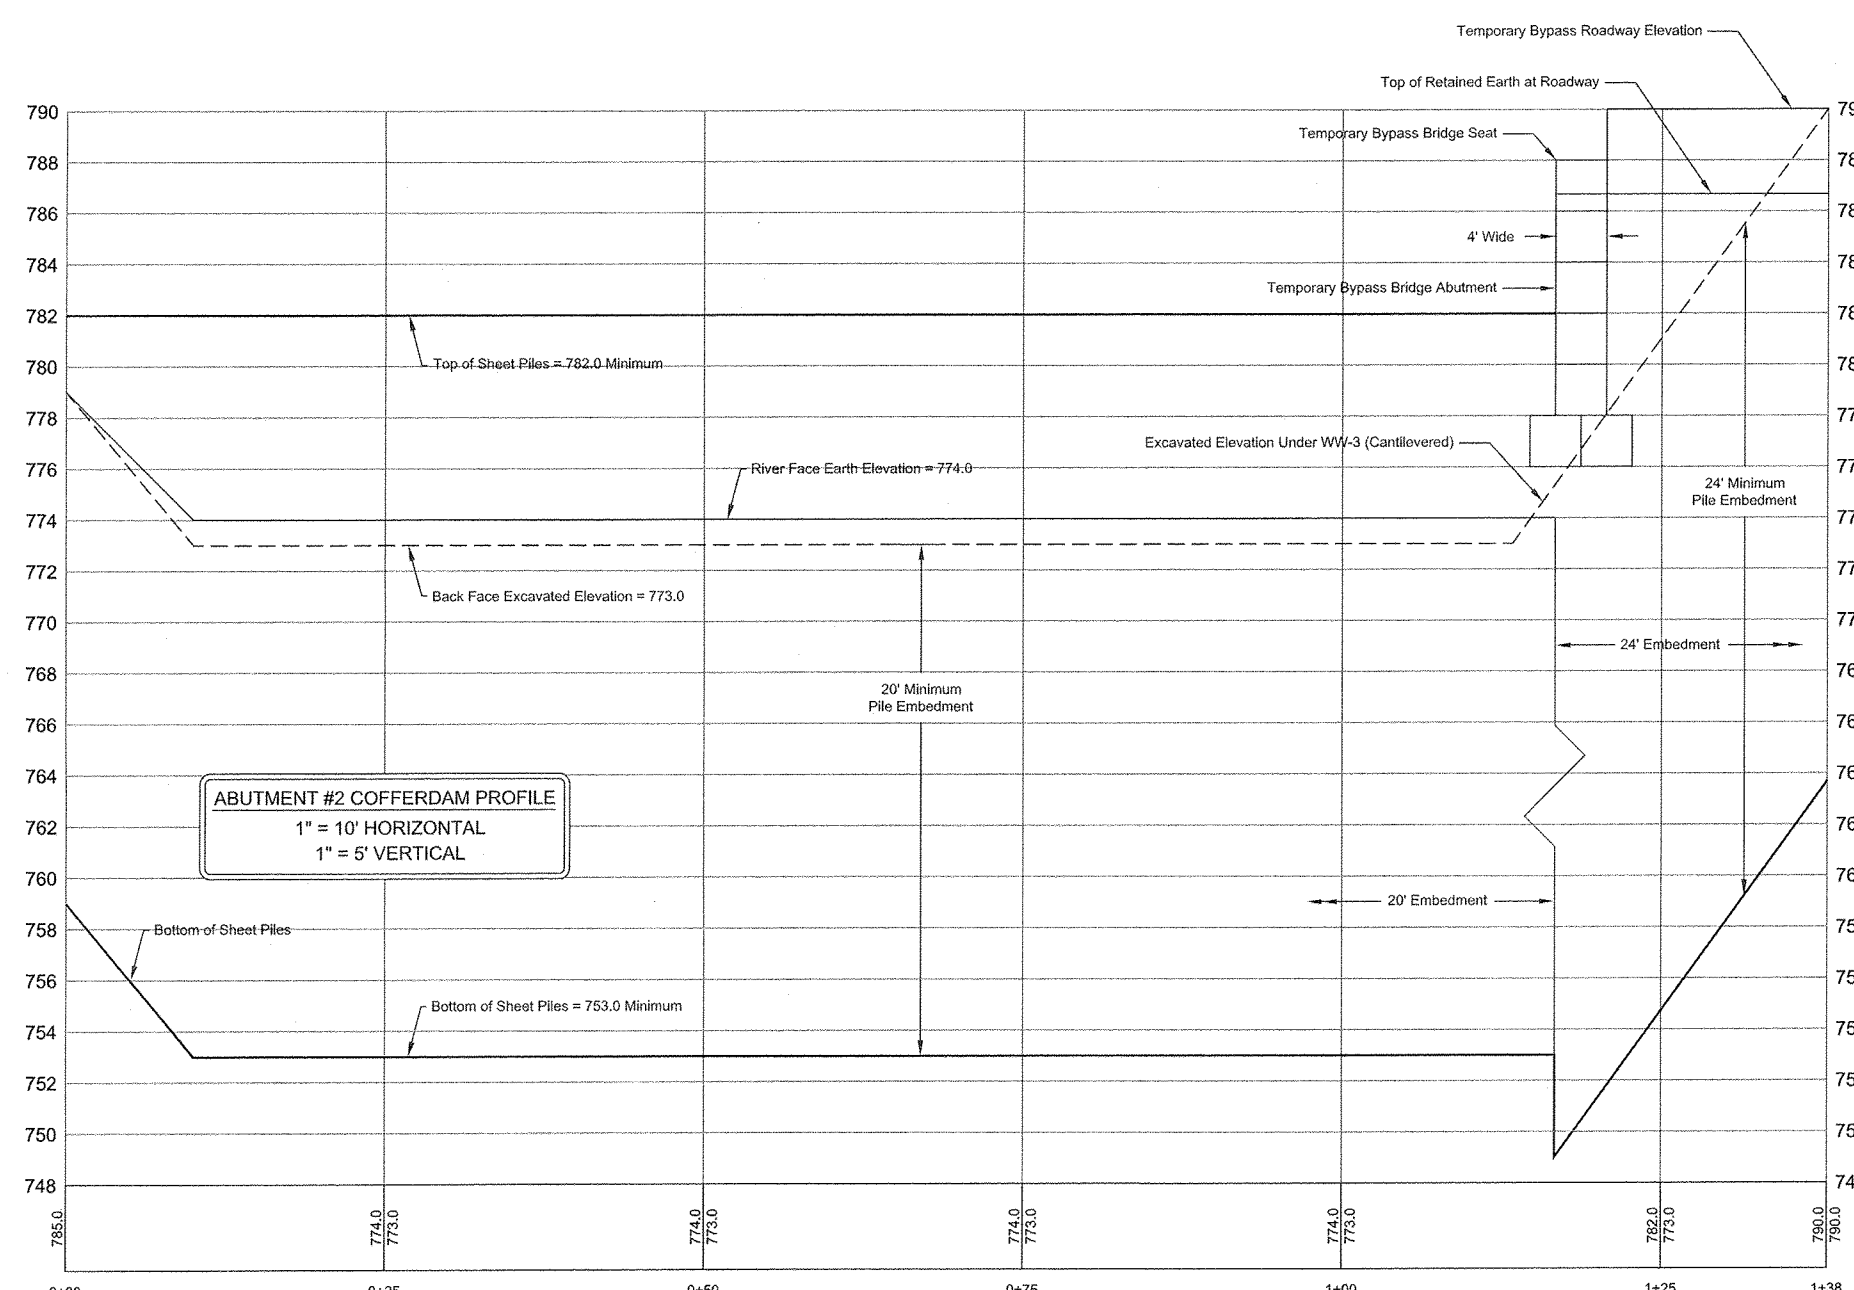 Temporary Bypass Roadway Elevation
Top of Retained Earth at Roadway
790
Temporary Bypass Bridge Seat
788
786
4' Wide
784
Temporary Bypass Bridge Abutment
782
Top of Sheet Piles = 782.0 Minimum
780
778
Excavated Elevation Under WW-3 (Cantilevered)
776
River Face Earth Elevation = 774.0
24' Minimum
Pile Embedment
774
772
Back Face Excavated Elevation = 773.0
770
24' Embedment
768
20' Minimum
Pile Embedment
766
764
ABUTMENT #2 COFFERDAM PROFILE
1" = 10' HORIZONTAL
1" = 5' VERTICAL
762
760
20' Embedment
758
Bottom of Sheet Piles
756
Bottom of Sheet Piles = 753.0 Minimum
754
752
750
748
785.0
774.0
773.0
774.0
773.0
774.0
773.0
774.0
773.0
782.0
773.0
790.0
790.0
1+00
1+25
1+38